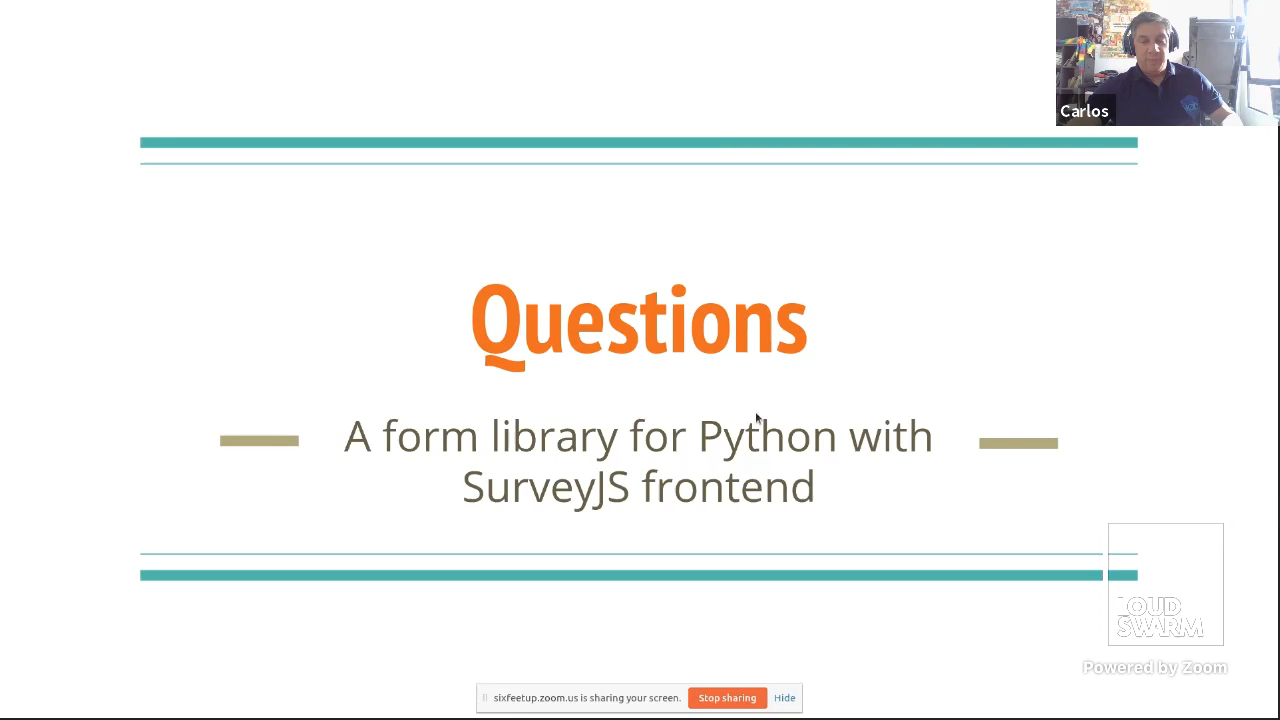 Carlos
Questions
A form library for Python with
SurveyJS frontend
LOUD
SWARM
Powered by Zoom
sixfeetup.zoom.us is sharing your screen.
Stop sharing
Hide